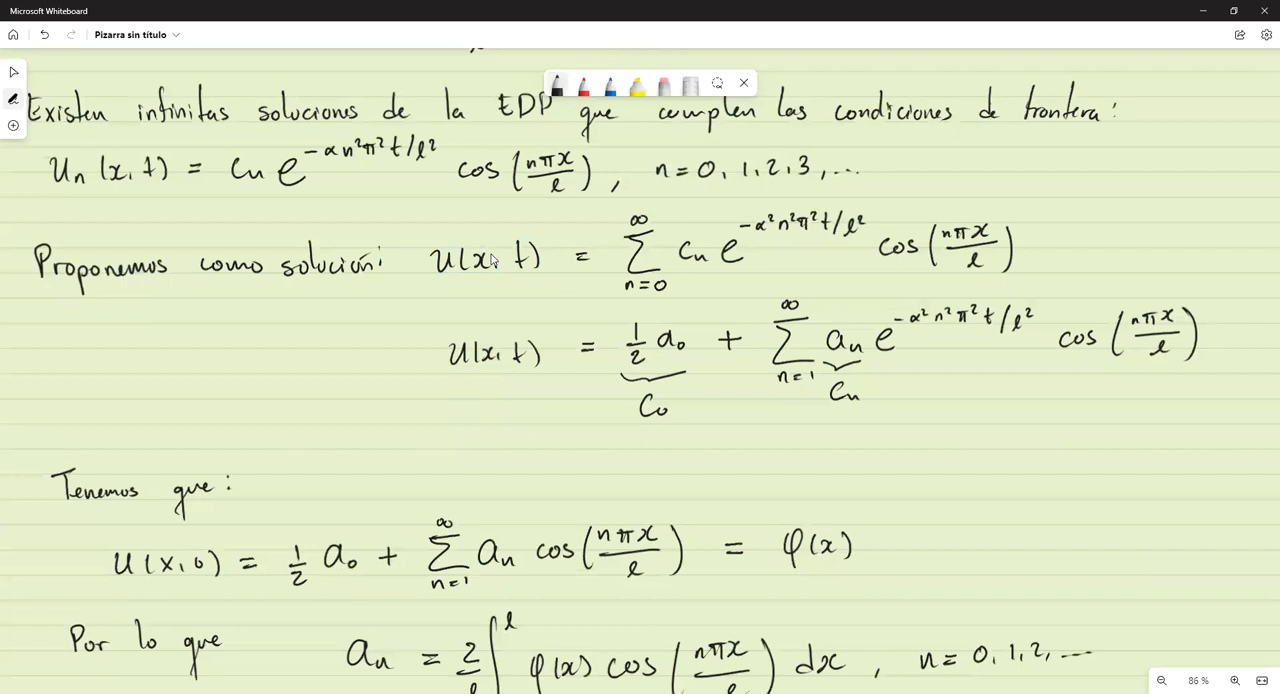 Microsoft Whiteboard
Pizarra sin título
Existen infinitas soluciones de la EDP que cumplen las condiciones de frontera:
Un (x, t) = Cn e^{-αn²π²t/l²} cos(nπx/l), n = 0, 1, 2, 3, ...
Proponemos como solución: U(x, t) = ∑_{n=0}^{∞} Cn e^{-α²n²π²t/l²} cos(nπx/l)
U(x, t) = 1/2 a₀ + ∑_{n=1}^{∞} an e^{-α²n²π²t/l²} cos(nπx/l)
C₀ Cn
Tenemos que:
U(x, 0) = 1/2 a₀ + ∑_{n=1}^{∞} an cos(nπx/l) = φ(x)
Por lo que an = 2/l ∫^{l} φ(x) cos(nπx/l) dx, n = 0, 1, 2, ...
86 %